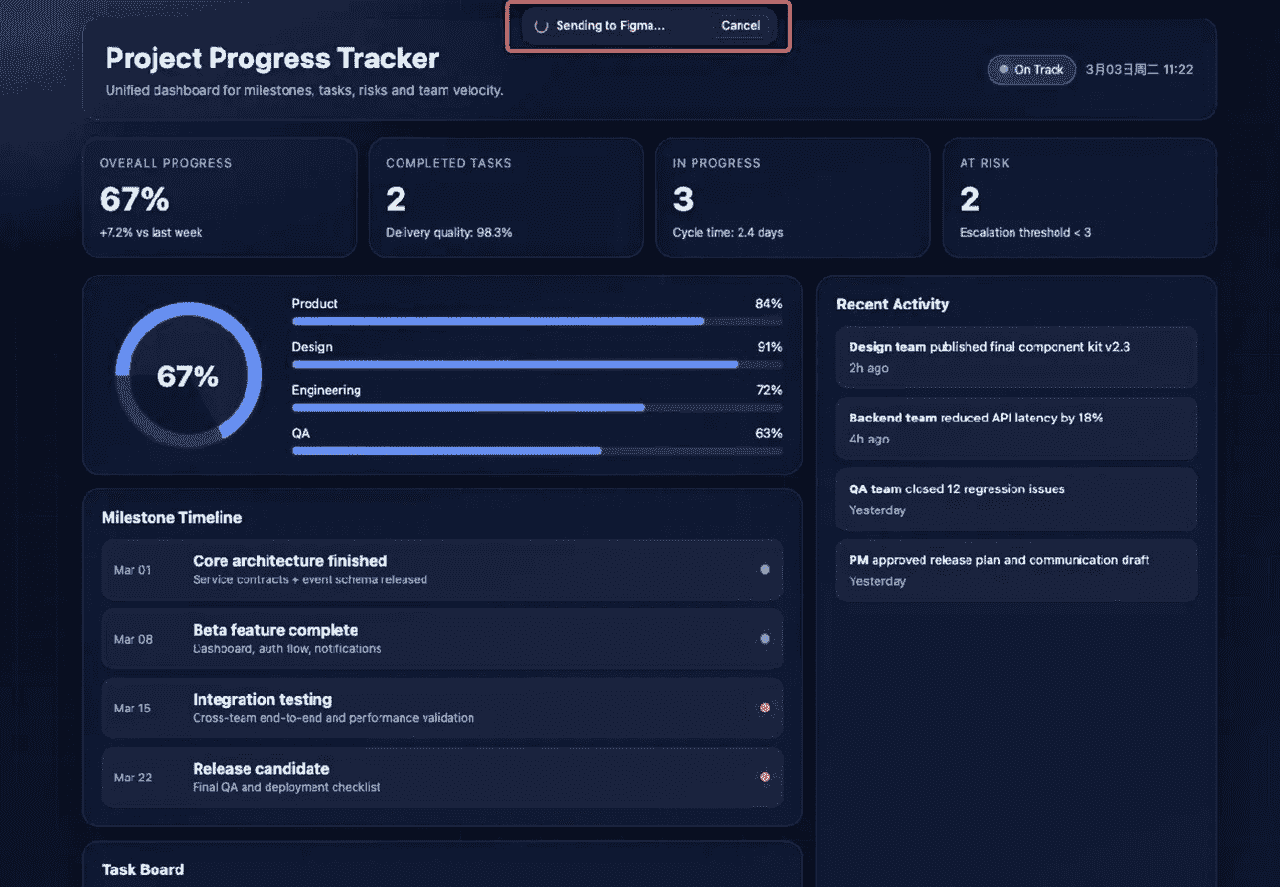 Sending to Figma...
Cancel
Project Progress Tracker
Unified dashboard for milestones, tasks, risks and team velocity.
On Track
3月03日周二 11:22
OVERALL PROGRESS
67%
+7.2% vs last week
COMPLETED TASKS
2
Delivery quality: 98.3%
IN PROGRESS
3
Cycle time: 2.4 days
AT RISK
2
Escalation threshold < 3
67%
Product
84%
Design
91%
Engineering
72%
QA
63%
Recent Activity
Design team published final component kit v2.3
2h ago
Backend team reduced API latency by 18%
4h ago
QA team closed 12 regression issues
Yesterday
PM approved release plan and communication draft
Yesterday
Milestone Timeline
Mar 01
Core architecture finished
Service contracts + event schema released
Mar 08
Beta feature complete
Dashboard, auth flow, notifications
Mar 15
Integration testing
Cross-team end-to-end and performance validation
Mar 22
Release candidate
Final QA and deployment checklist
Task Board